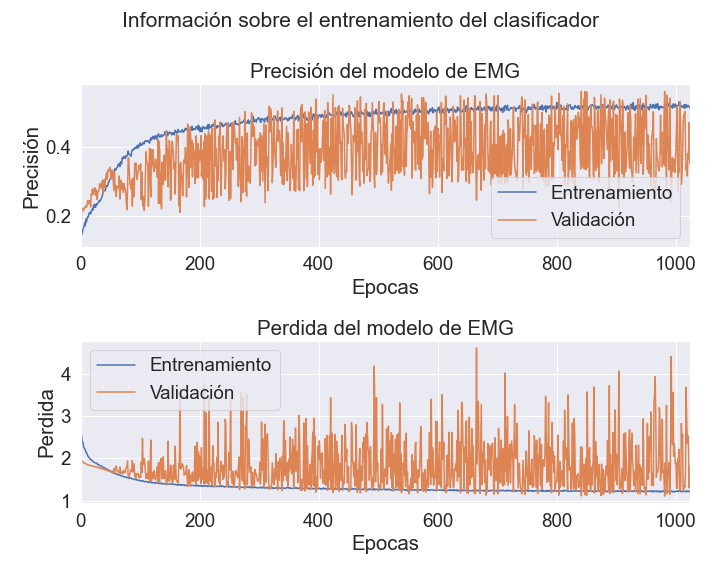 Información sobre el entrenamiento del clasificador
Precisión del modelo de EMG
Precisión
0.4
0.2
Entrenamiento
Validación
0 200 400 600 800 1000
Epocas
Perdida del modelo de EMG
Perdida
Entrenamiento
Validación
4
3
2
1
0 200 400 600 800 1000
Epocas